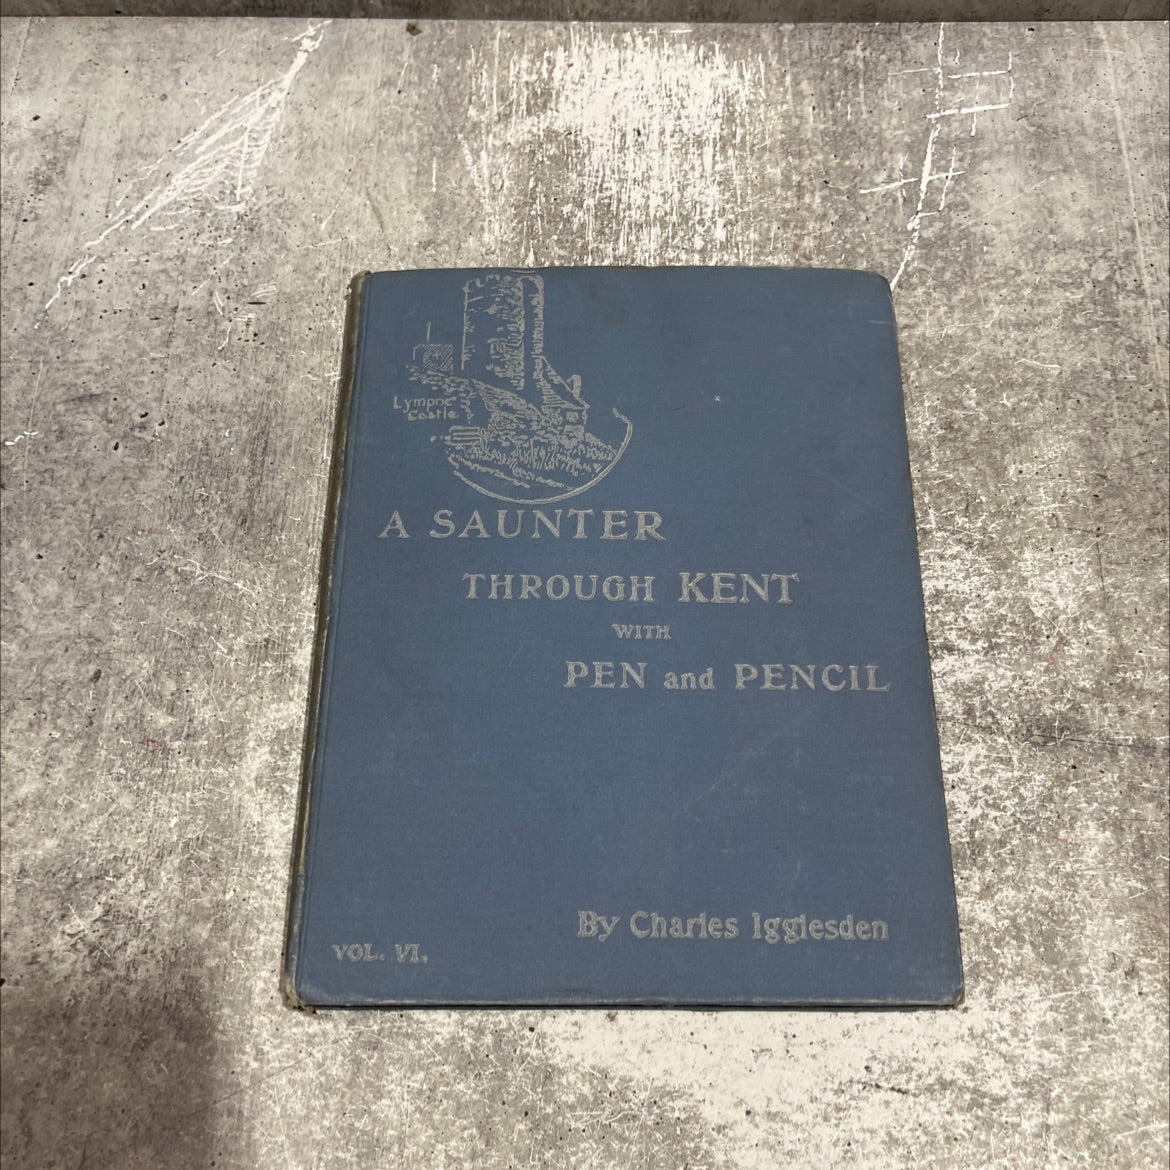 Lympne
Castle
A SAUNTER
THROUGH KENT
WITH
PEN and PENCIL
By Charles Igglesden
VOL. VI.